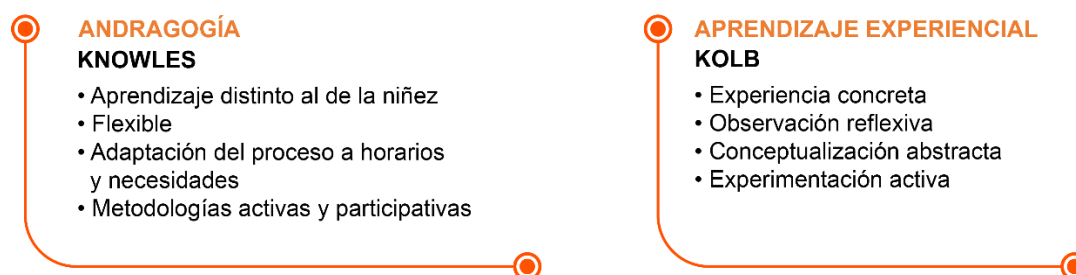 ANDRAGOGÍA
KNOWLES
• Aprendizaje distinto al de la niñez
• Flexible
• Adaptación del proceso a horarios
y necesidades
• Metodologías activas y participativas
APRENDIZAJE EXPERIENCIAL
KOLB
• Experiencia concreta
• Observación reflexiva
• Conceptualización abstracta
• Experimentación activa